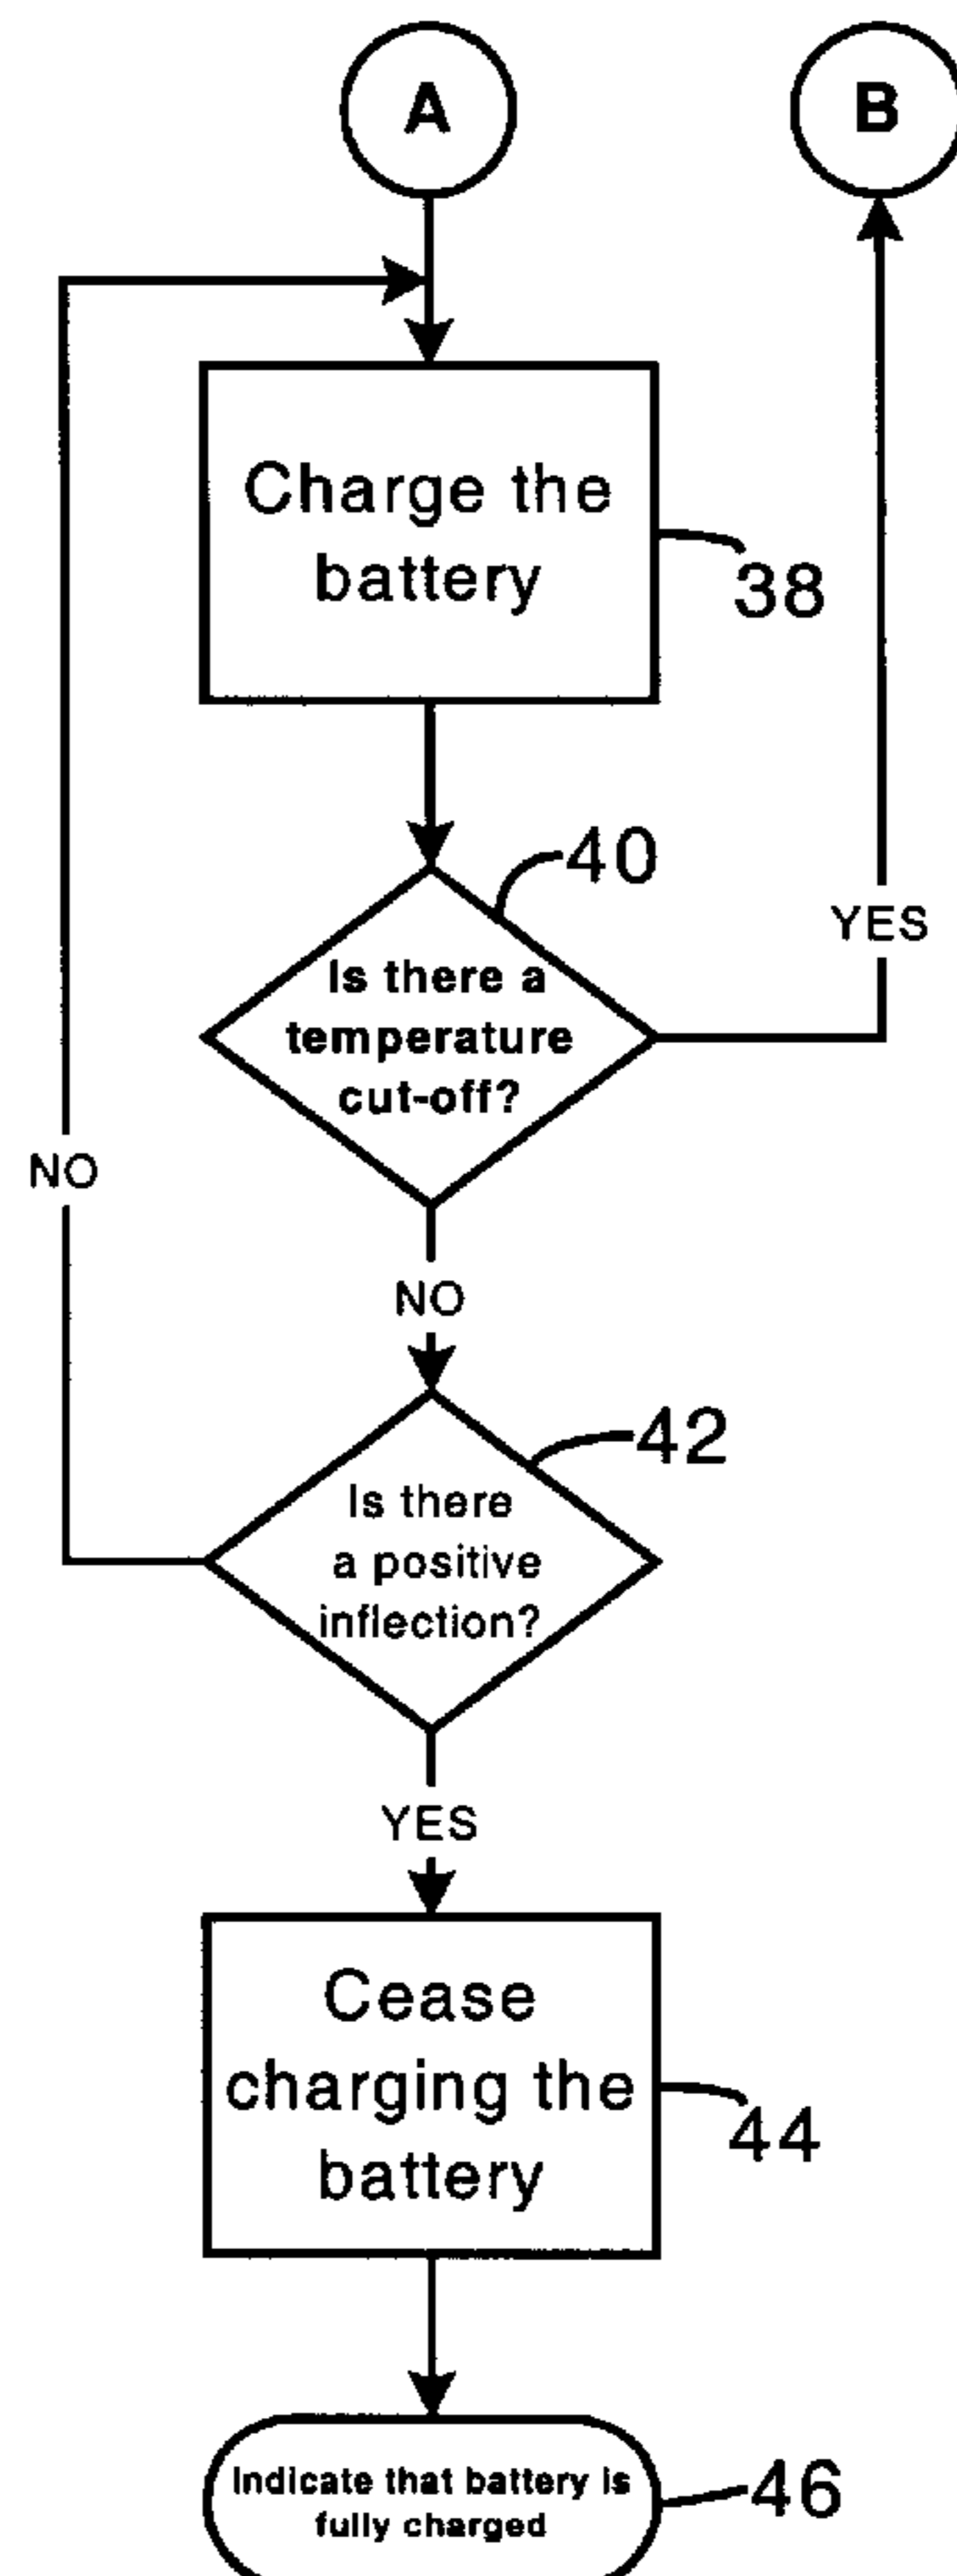 A
B
Charge the
battery
38
40
YES
Is there a
temperature
cut-off?
NO
NO
42
Is there
a positive
inflection?
YES
Cease
charging the
battery
44
Indicate that battery is
fully charged
46